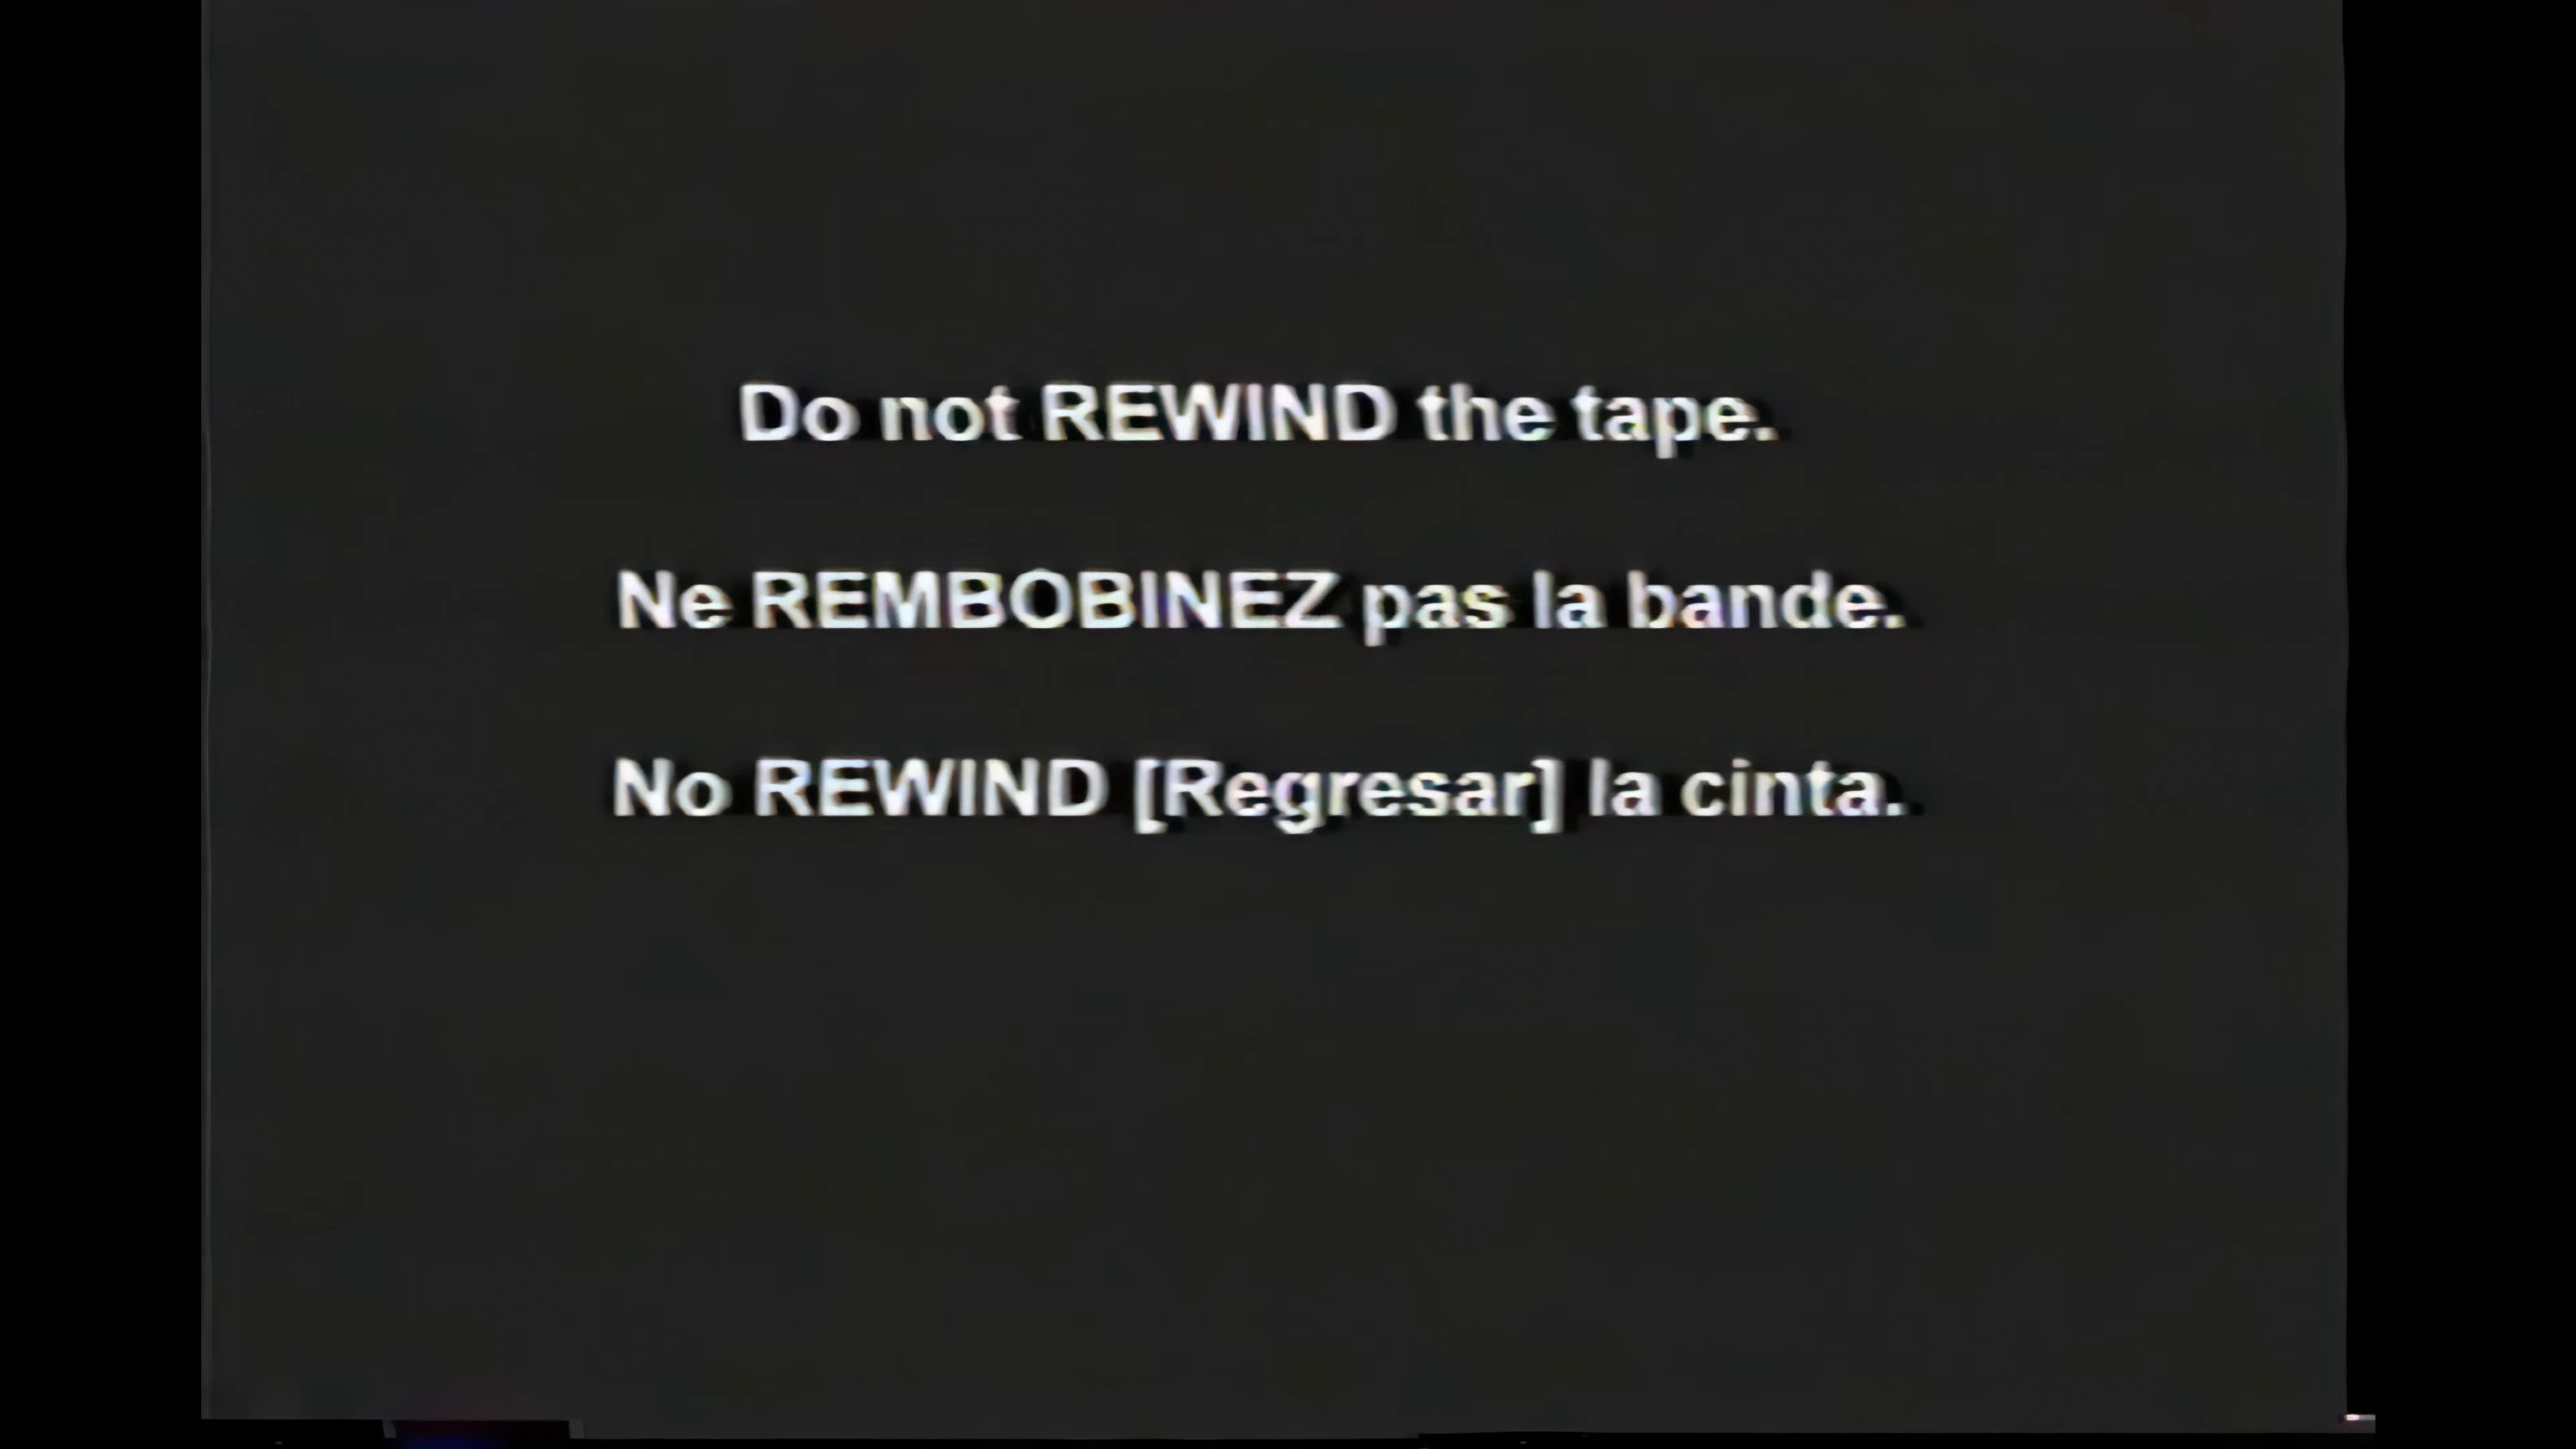 Do not REWIND the tape.
Ne REMBOBINEZ pas la bande.
No REWIND [Regresar] la cinta.